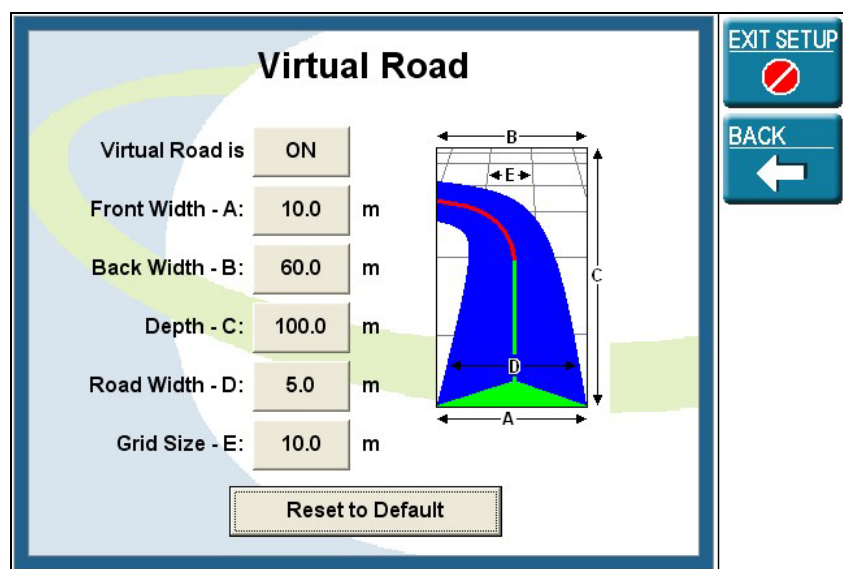 Virtual Road
Virtual Road is ON
Front Width - A: 10.0 m
Back Width - B: 60.0 m
Depth - C: 100.0 m
Road Width - D: 5.0 m
Grid Size - E: 10.0 m
Reset to Default
B
E
C
D
A
EXIT SETUP
BACK